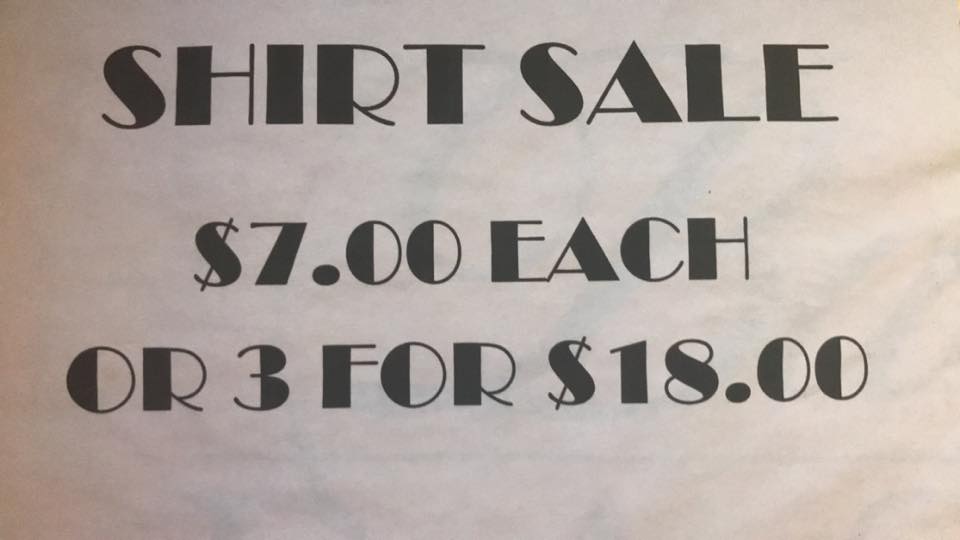 SHIRT SALE
$7.00 EACH
OR 3 FOR $18.00